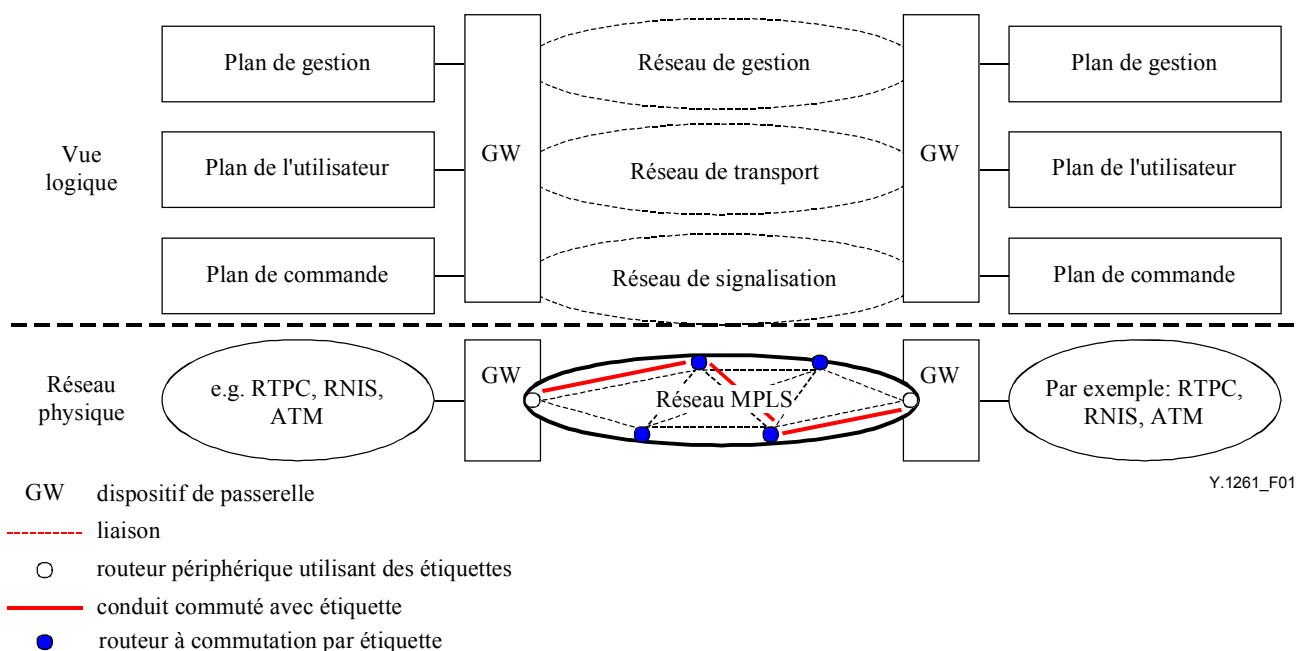 Plan de gestion
Réseau de gestion
Plan de gestion
Vue
logique
Plan de l'utilisateur
GW
Réseau de transport
GW
Plan de l'utilisateur
Plan de commande
Réseau de signalisation
Plan de commande
Réseau
physique
e.g. RTPC, RNIS,
ATM
GW
Réseau MPLS
GW
Par exemple: RTPC,
RNIS, ATM
Y.1261_F01
GW dispositif de passerelle
liaison
routeur périphérique utilisant des étiquettes
conduit commuté avec étiquette
routeur à commutation par étiquette